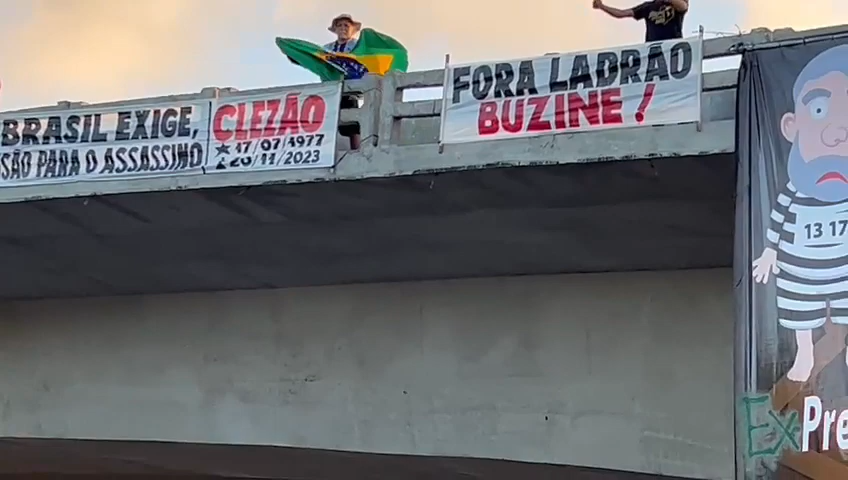 BRASIL EXIGE,
SÃO PARA O ASSASSINO
CLEZÃO
★ 17/07/1977
✞ 20/11/2023
FORA LADRÃO
BUZINE!
13 17
Ex Pre